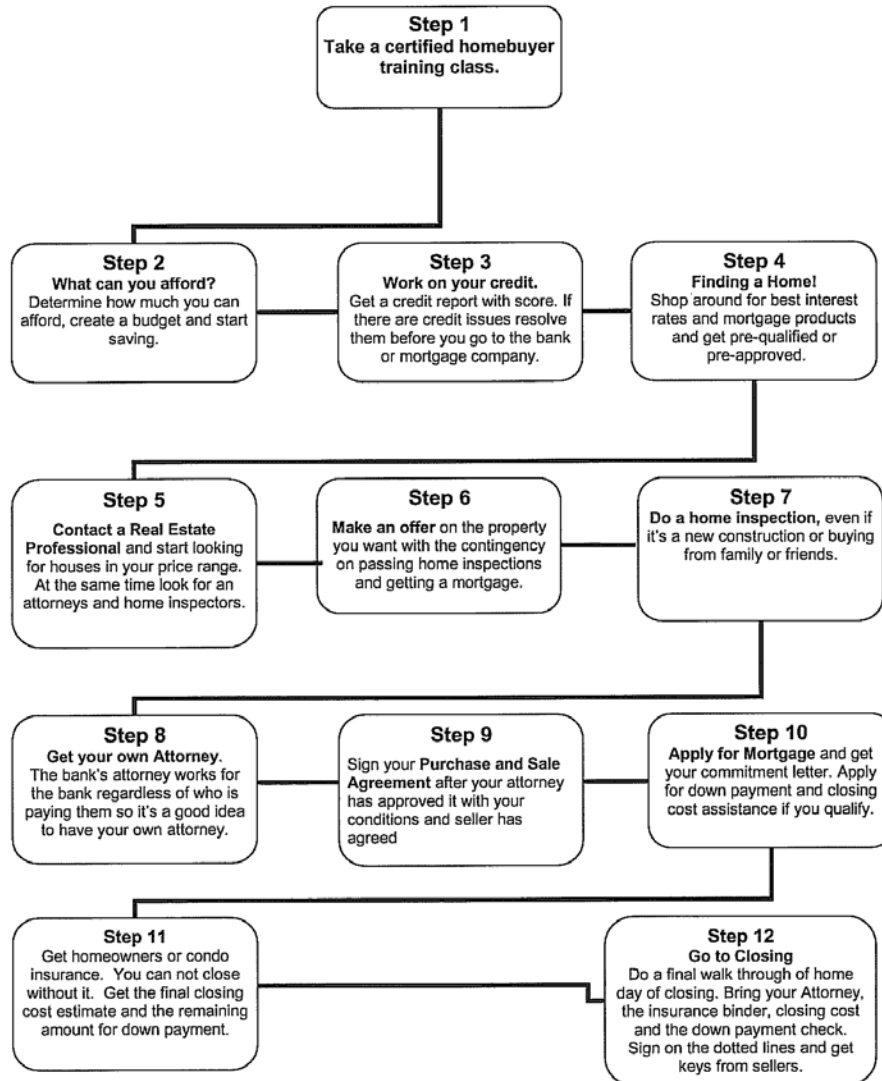 Step 1
Take a certified homebuyer
training class.
Step 2
What can you afford?
Determine how much you can
afford, create a budget and start
saving.
Step 3
Work on your credit.
Get a credit report with score. If
there are credit issues resolve
them before you go to the bank
or mortgage company.
Step 4
Finding a Home!
Shop around for best interest
rates and mortgage products
and get pre-qualified or
pre-approved.
Step 5
Contact a Real Estate
Professional and start looking
for houses in your price range.
At the same time look for an
attorneys and home inspectors.
Step 6
Make an offer on the property
you want with the contingency
on passing home inspections
and getting a mortgage.
Step 7
Do a home inspection, even if
it's a new construction or buying
from family or friends.
Step 8
Get your own Attorney.
The bank's attorney works for
the bank regardless of who is
paying them so it's a good idea
to have your own attorney.
Step 9
Sign your Purchase and Sale
Agreement after your attorney
has approved it with your
conditions and seller has
agreed
Step 10
Apply for Mortgage and get
your commitment letter. Apply
for down payment and closing
cost assistance if you qualify.
Step 11
Get homeowners or condo
insurance. You can not close
without it. Get the final closing
cost estimate and the remaining
amount for down payment.
Step 12
Go to Closing
Do a final walk through of home
day of closing. Bring your Attorney,
the insurance binder, closing cost
and the down payment check.
Sign on the dotted lines and get
keys from sellers.